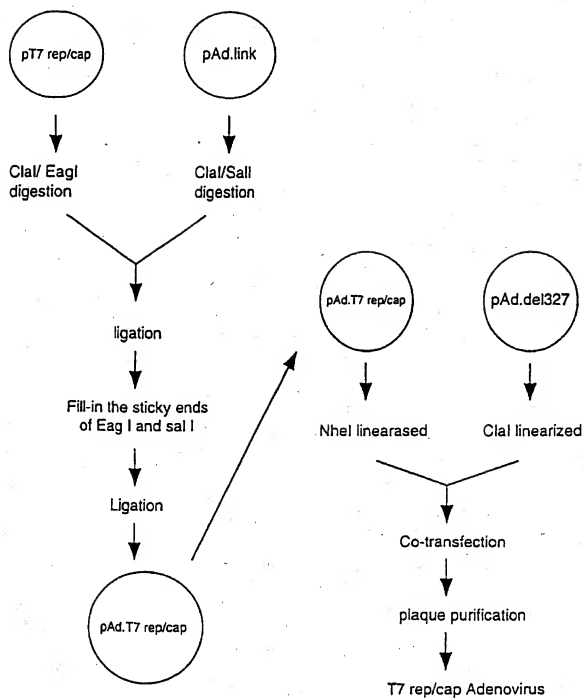 pT7 rep/cap
pAd.link
ClaI/ EagI
digestion
ClaI/SalI
digestion
ligation
Fill-in the sticky ends
of Eag I and sal I
Ligation
pAd.T7 rep/cap
pAd.T7 rep/cap
pAd.del327
NheI linearased
ClaI linearized
Co-transfection
plaque purification
T7 rep/cap Adenovirus